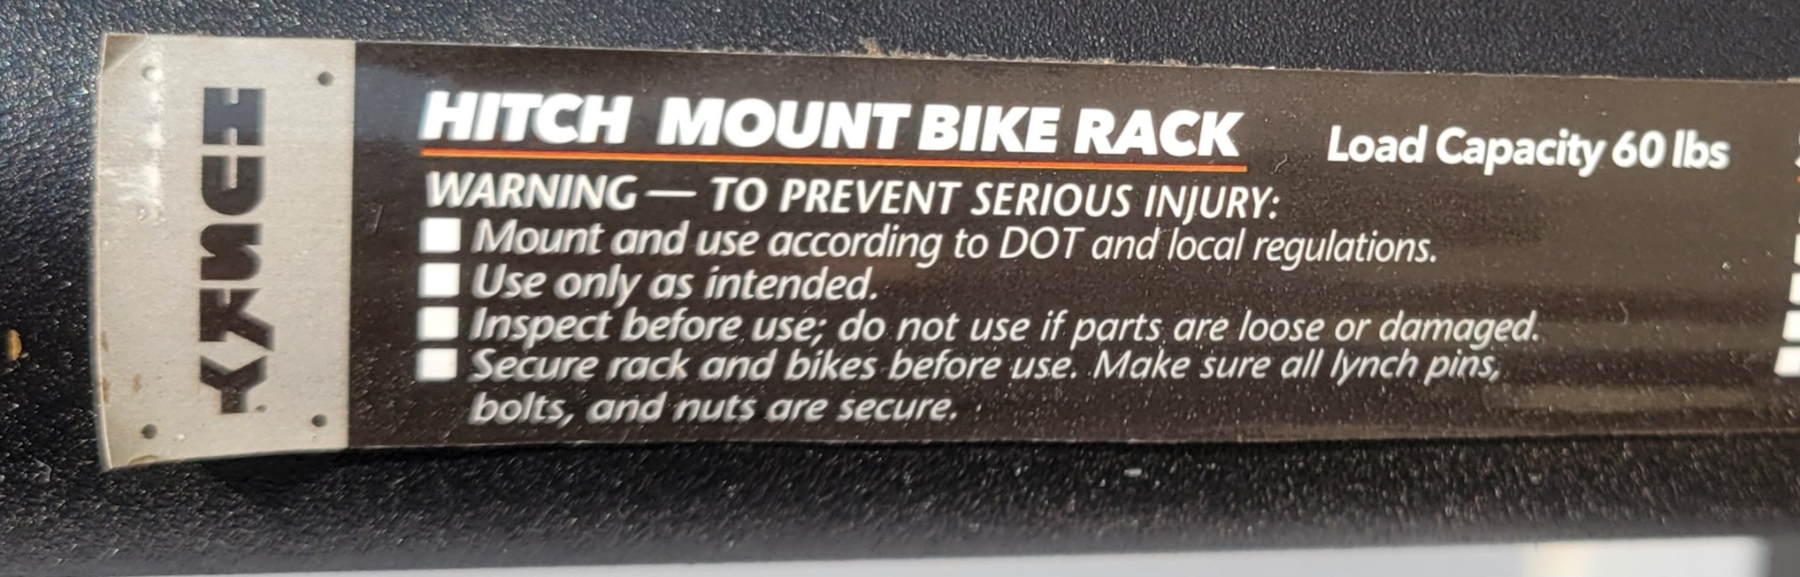 HUSKY
HITCH MOUNT BIKE RACK
Load Capacity 60 lbs
WARNING — TO PREVENT SERIOUS INJURY:
■ Mount and use according to DOT and local regulations.
■ Use only as intended.
■ Inspect before use; do not use if parts are loose or damaged.
■ Secure rack and bikes before use. Make sure all lynch pins,
bolts, and nuts are secure.